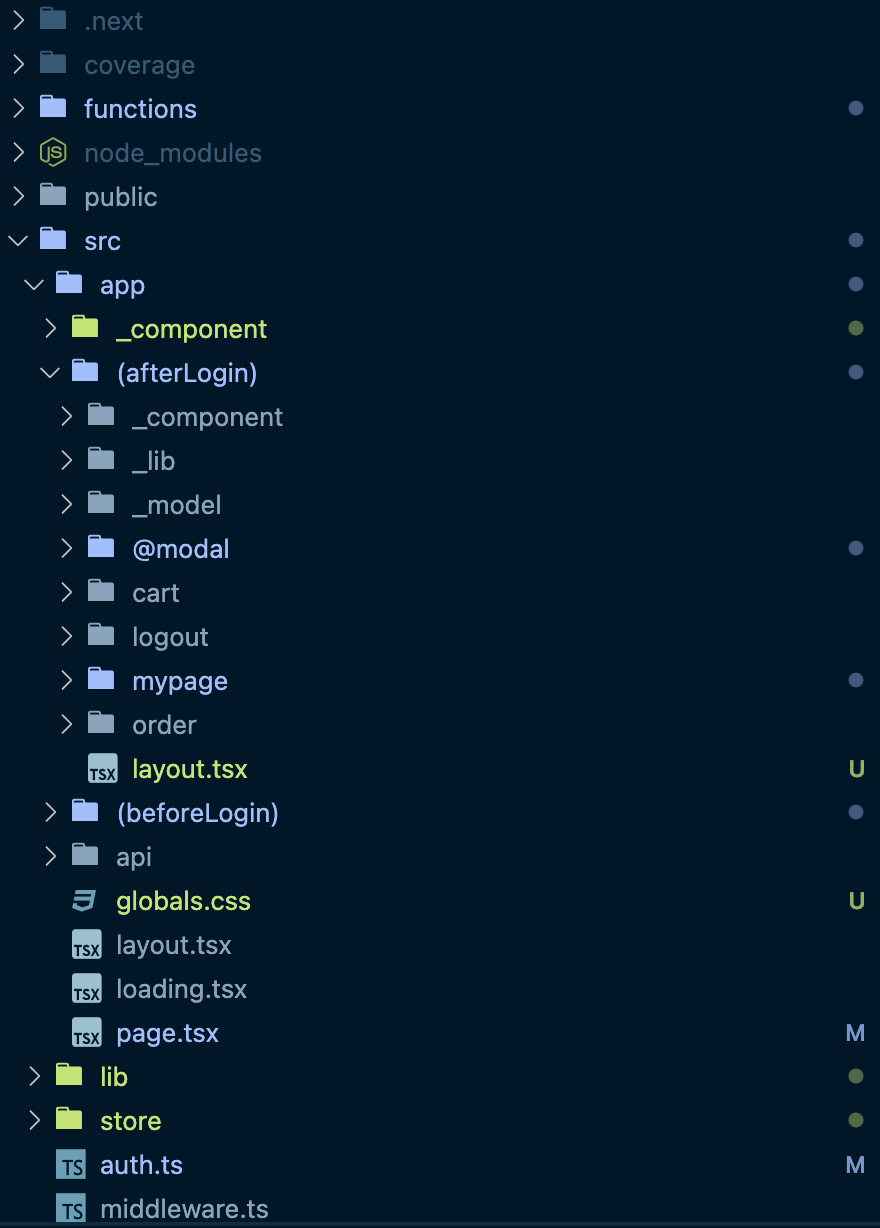 .next
coverage
functions
JS node_modules
public
src
app
_component
(afterLogin)
_component
_lib
_model
@modal
cart
logout
mypage
order
TSX layout.tsx U
(beforeLogin)
api
globals.css U
TSX layout.tsx
TSX loading.tsx
TSX page.tsx M
lib
store
TS auth.ts M
TS middleware.ts